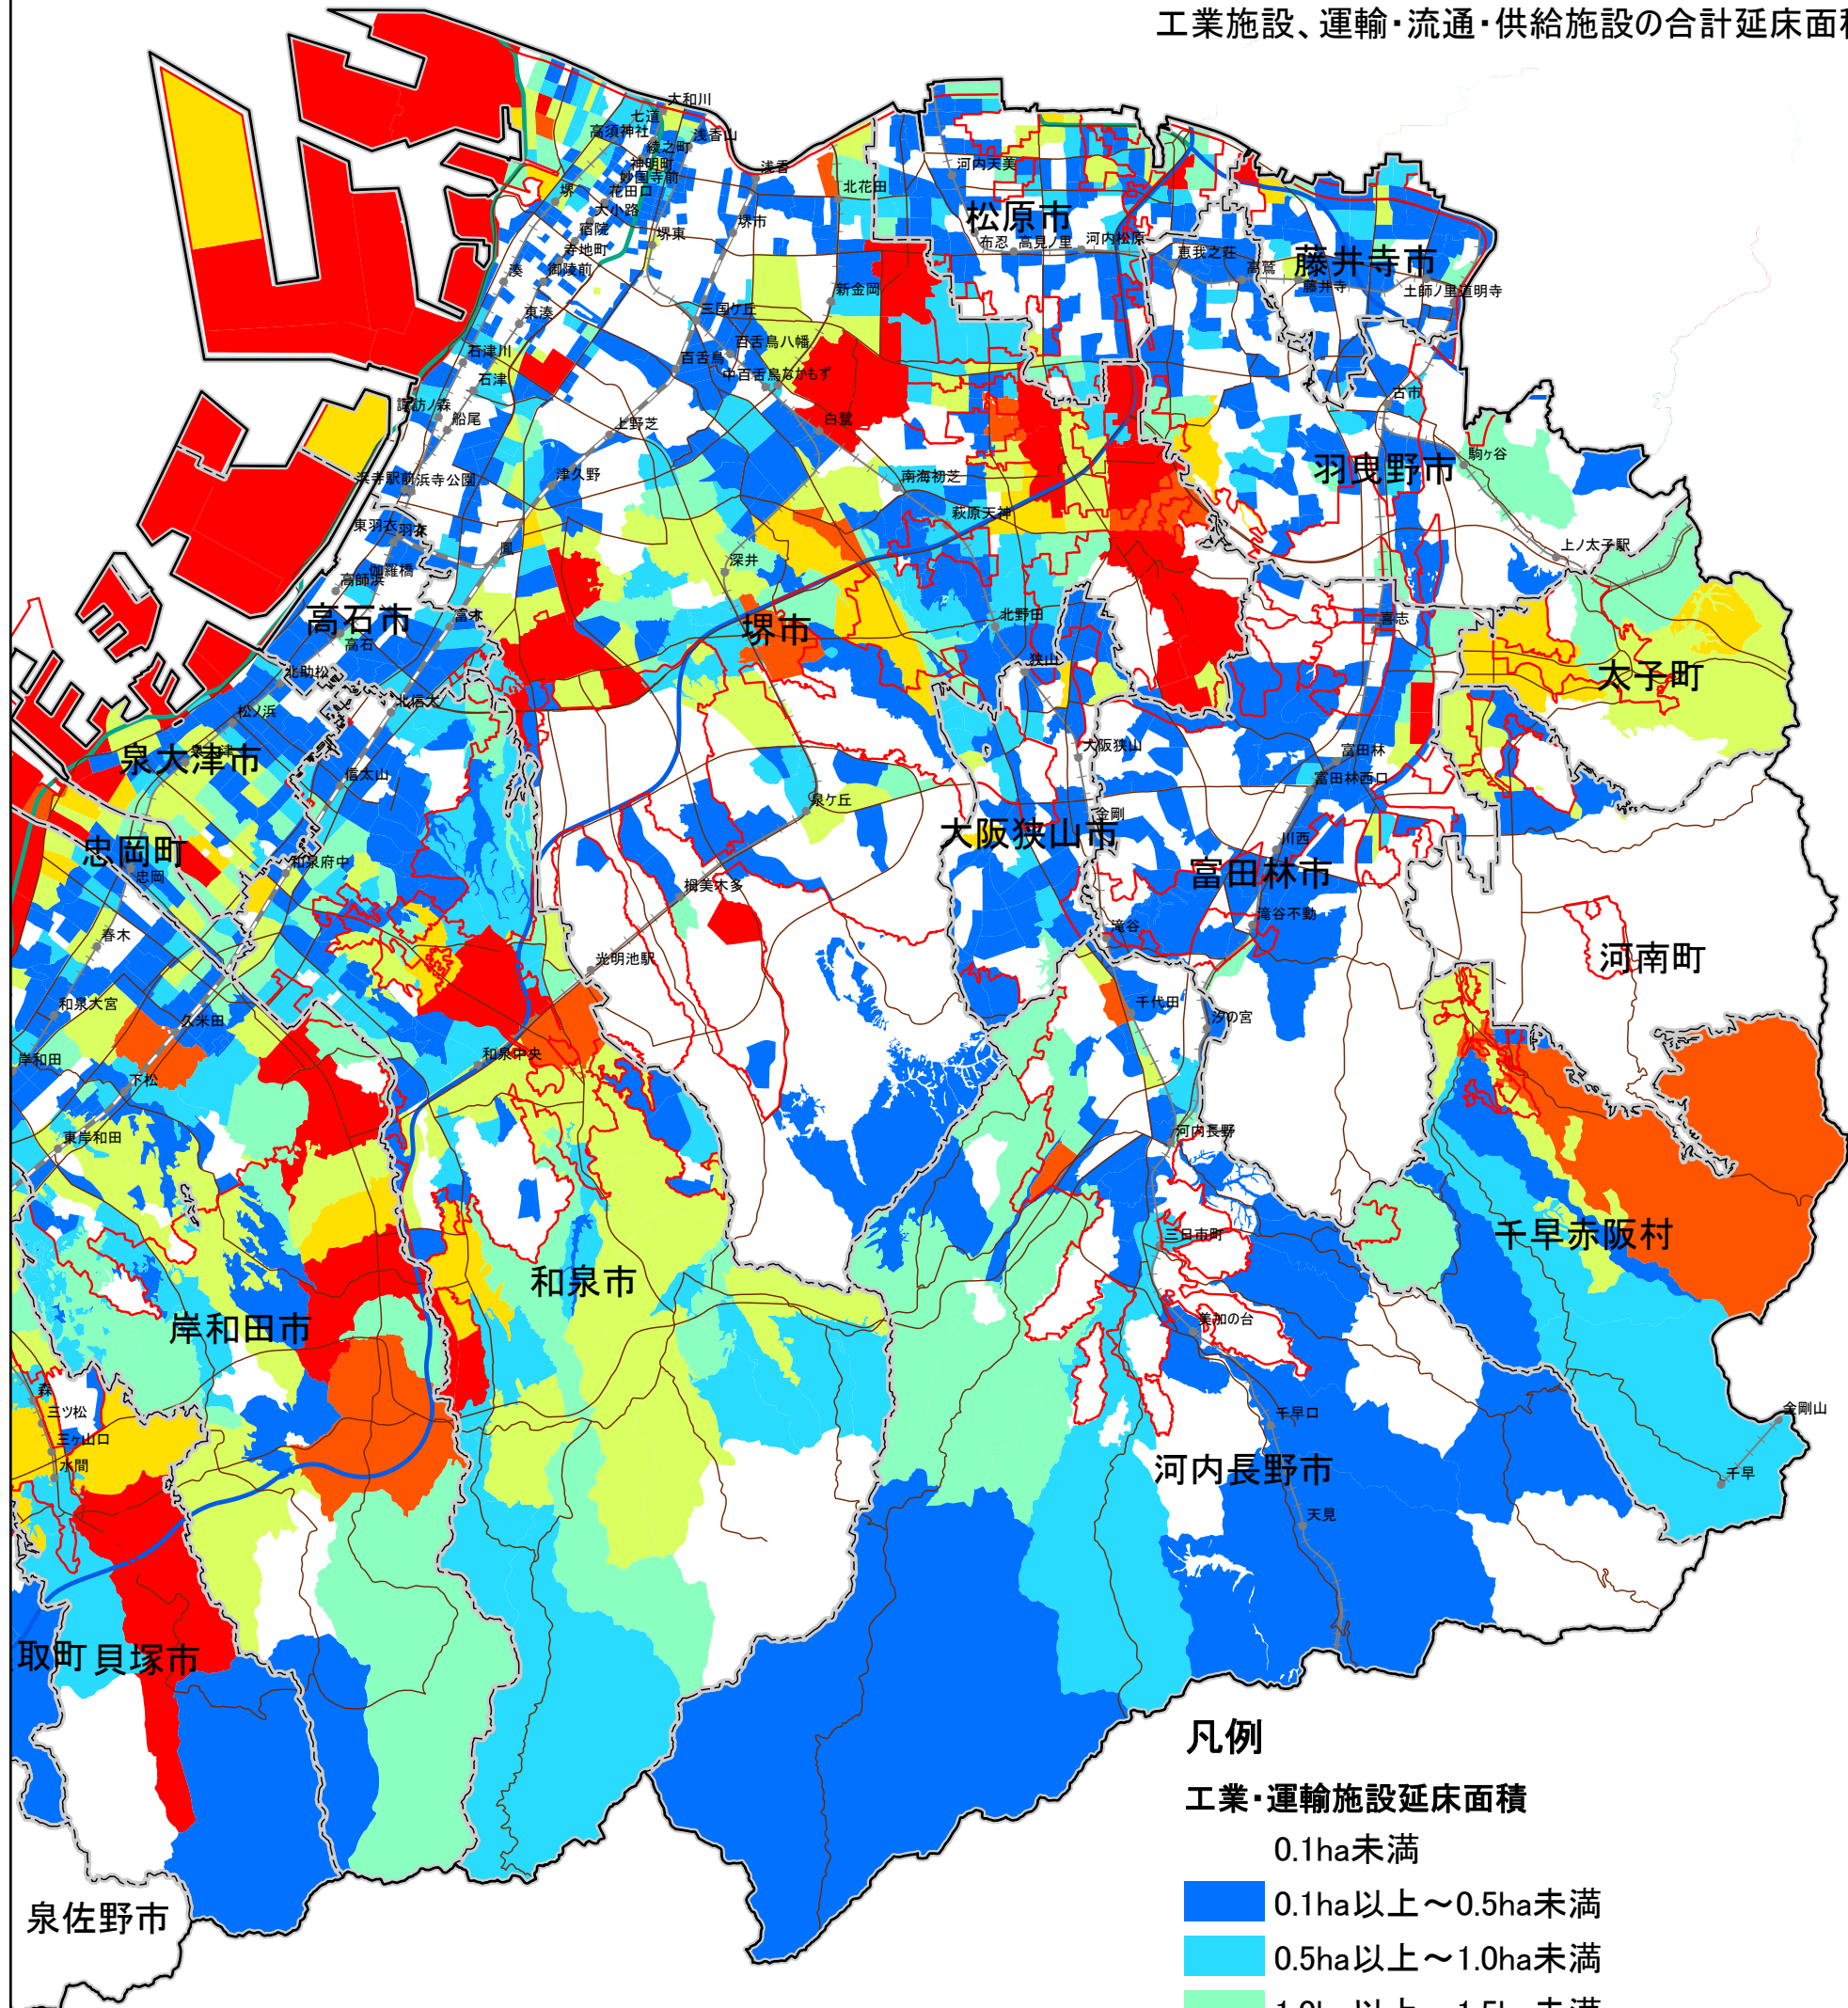 工業施設、運輸・流通・供給施設の合計延床面
大和川
七道
高須神社
浅香山
綾之町
神明町
妙国寺前
浅香
堺
花田口
北花田
河内天美
大小路
松原市
宿院
堺東
堺市
布忍
高見ノ里
河内松原
寺地町
恵我之荘
藤井寺市
湊
御陵前
高鷲
藤井寺
土師ノ里
道明寺
新金岡
東湊
三国ケ丘
石津川
百舌鳥八幡
百舌鳥
石津
中百舌鳥
なかもず
古市
諏訪ノ森
船尾
上野芝
白鷺
駒ヶ谷
浜寺駅前
浜寺公園
津久野
南海初芝
羽曳野市
東羽衣
羽衣
萩原天神
鳳
上ノ太子駅
伽羅橋
高師浜
深井
高石市
富木
堺市
北野田
喜志
高石
北助松
狭山
太子町
松ノ浜
北信太
泉大津市
信太山
大阪狭山
富田林
富田林西口
泉ケ丘
金剛
忠岡町
大阪狭山市
川西
忠岡
和泉府中
栂美木多
富田林市
春木
滝谷
滝谷不動
光明池駅
河南町
和泉大宮
久米田
千代田
汐の宮
岸和田
和泉中央
下松
東岸和田
河内長野
三日市町
千早赤阪村
和泉市
岸和田市
美加の台
森
三ツ松
千早口
金剛山
三ヶ山口
水間
河内長野市
千早
天見
取町
貝塚市
凡例
工業・運輸施設延床面積
0.1ha未満
0.1ha以上～0.5ha未満
泉佐野市
0.5ha以上～1.0ha未満